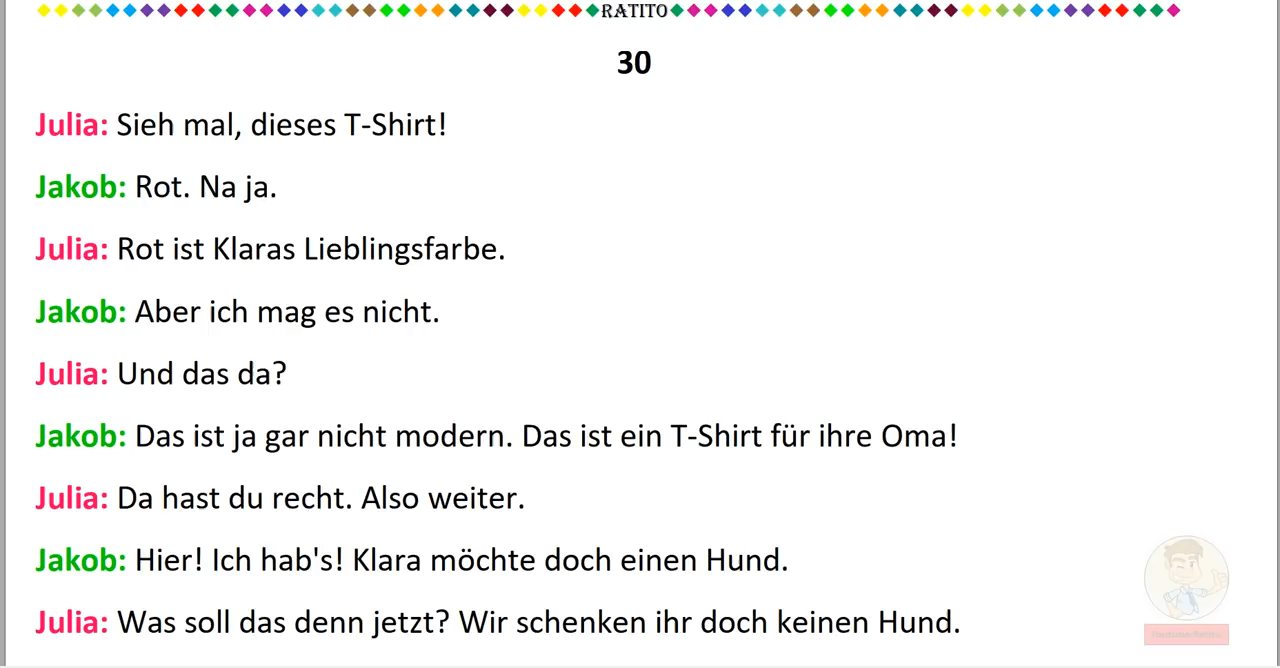 RATITO
30
Julia: Sieh mal, dieses T-Shirt!
Jakob: Rot. Na ja.
Julia: Rot ist Klaras Lieblingsfarbe.
Jakob: Aber ich mag es nicht.
Julia: Und das da?
Jakob: Das ist ja gar nicht modern. Das ist ein T-Shirt für ihre Oma!
Julia: Da hast du recht. Also weiter.
Jakob: Hier! Ich hab's! Klara möchte doch einen Hund.
Julia: Was soll das denn jetzt? Wir schenken ihr doch keinen Hund.